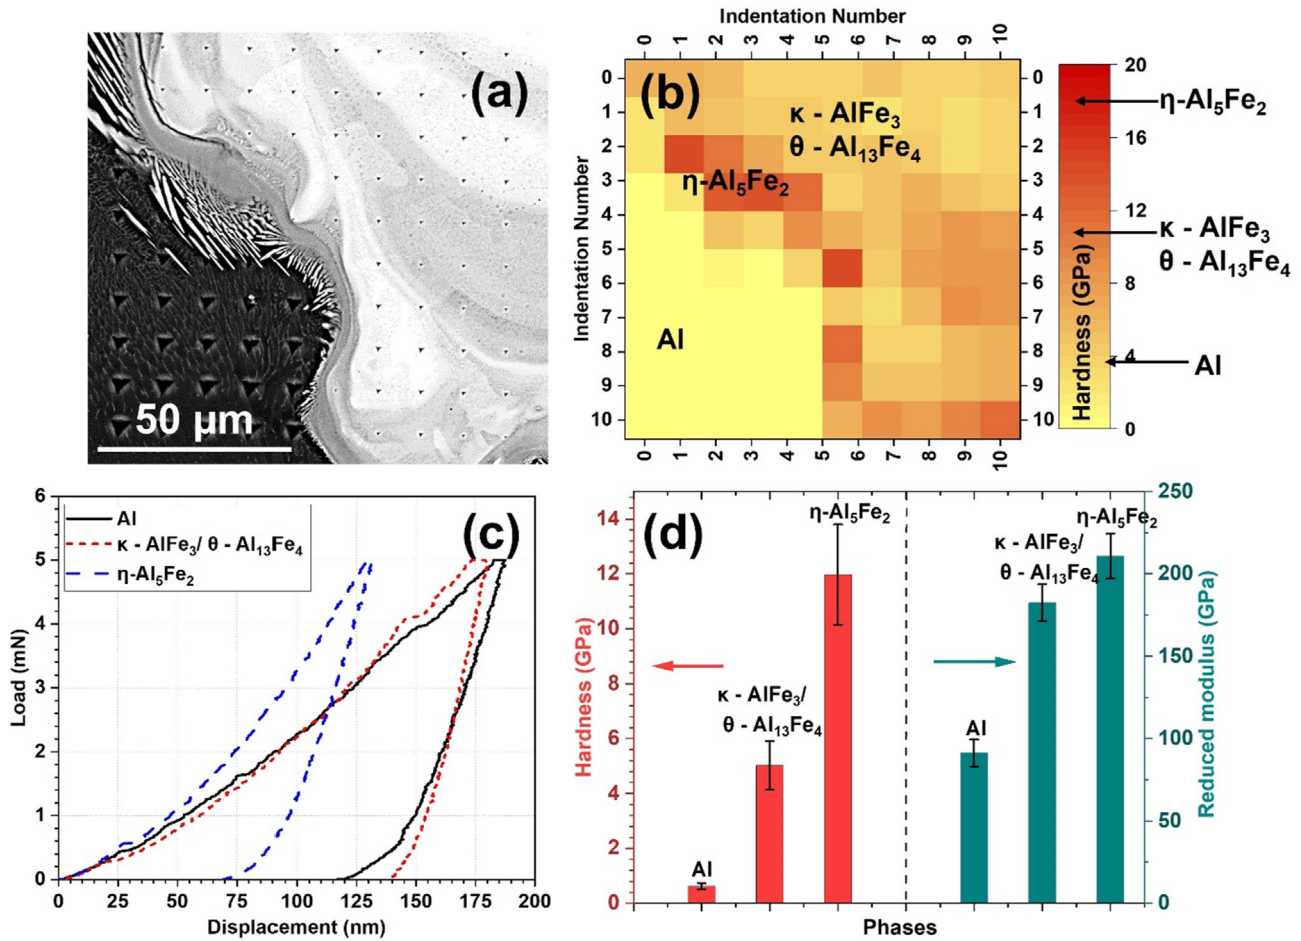 (a)
50 µm
Indentation Number
0 1 2 3 4 5 6 7 8 9 10
(b)
Indentation Number
0
1
2
3
4
5
6
7
8
9
10
κ - AlFe₃
θ - Al₁₃Fe₄
η-Al₅Fe₂
Al
0
1
2
3
4
5
6
7
8
9
10
0 1 2 3 4 5 6 7 8 9 10
Hardness (GPa)
20
16
12
8
4
0
η-Al₅Fe₂
κ - AlFe₃
θ - Al₁₃Fe₄
Al
(c)
Al
κ - AlFe₃/ θ - Al₁₃Fe₄
η-Al₅Fe₂
Load (mN)
6
5
4
3
2
1
0
0 25 50 75 100 125 150 175 200
Displacement (nm)
(d)
Hardness (GPa)
14
12
10
8
6
4
2
0
Al
κ - AlFe₃/
θ - Al₁₃Fe₄
η-Al₅Fe₂
Al
κ - AlFe₃/
θ - Al₁₃Fe₄
η-Al₅Fe₂
250
200
150
100
50
0
Reduced modulus (GPa)
Phases